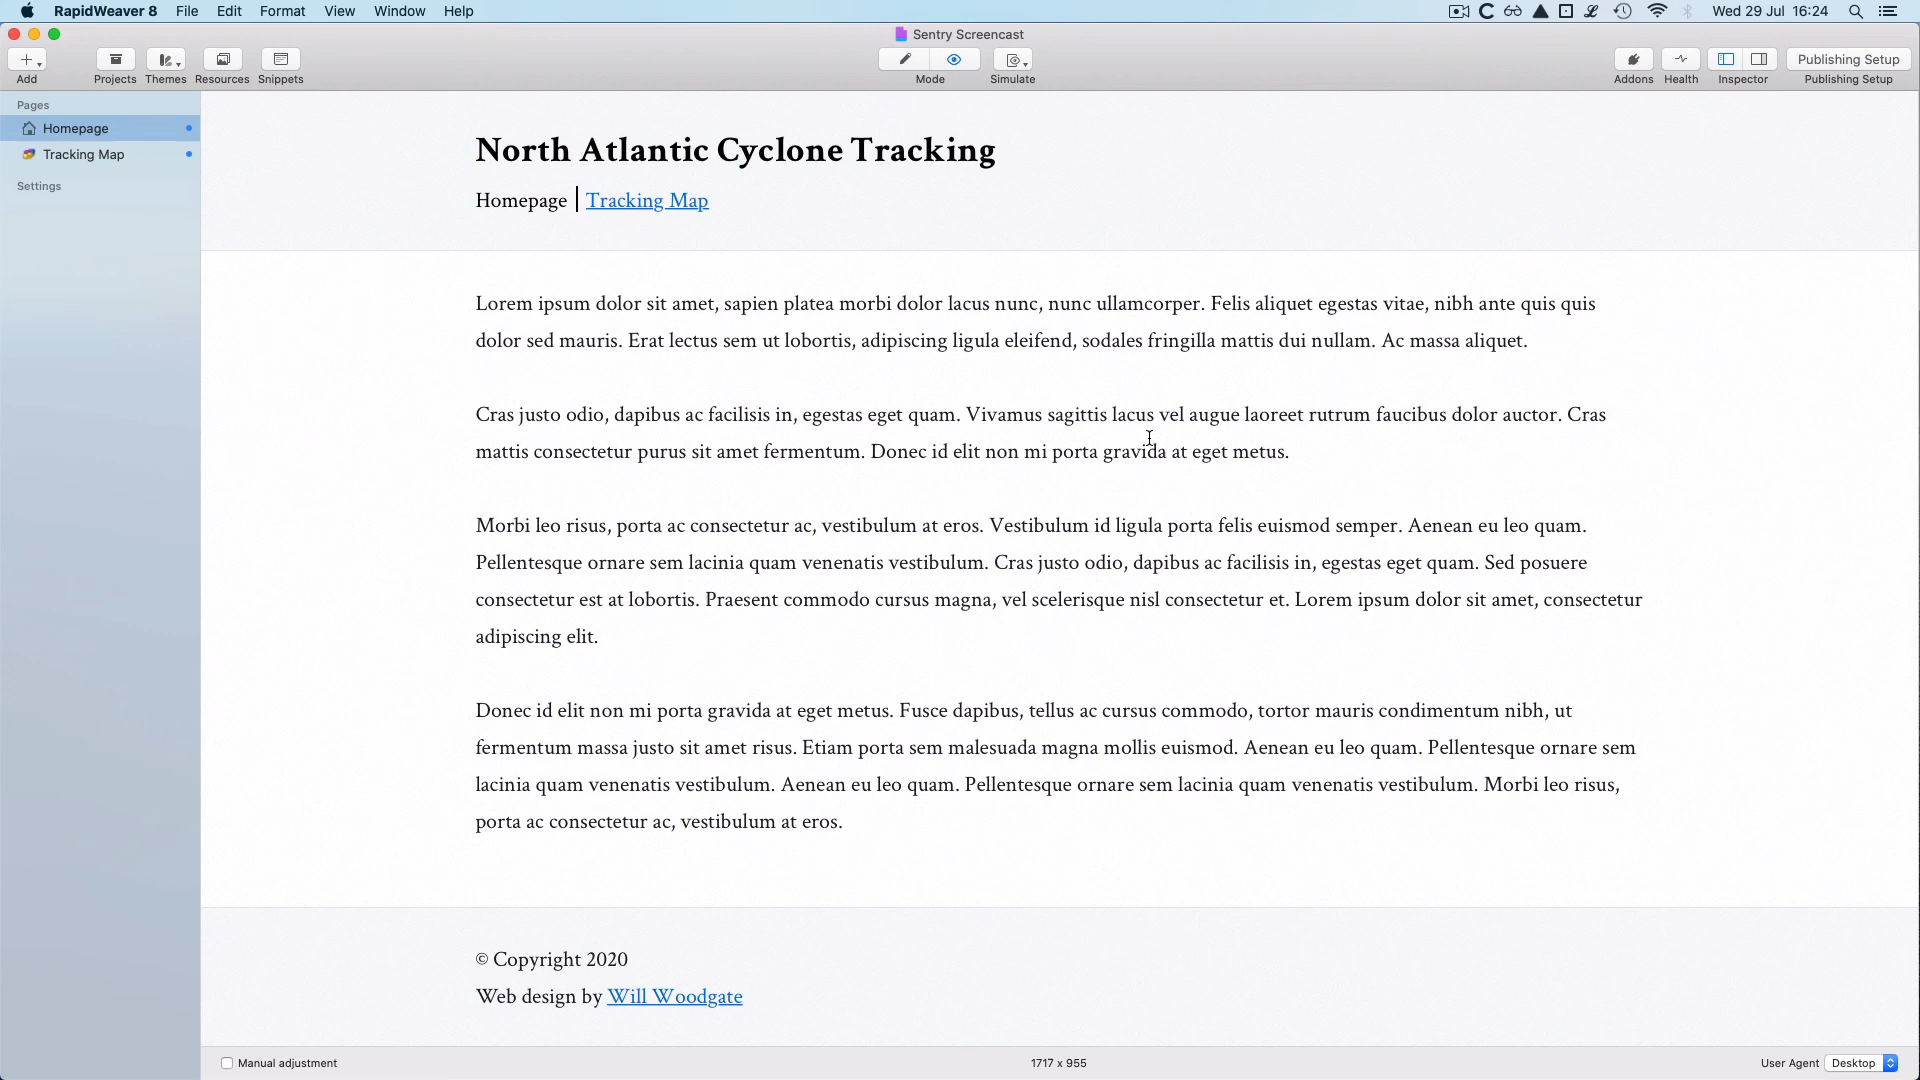 RapidWeaver 8 File Edit Format View Window Help
Wed 29 Jul 16:24
Sentry Screencast
Add Projects Themes Resources Snippets Mode Simulate Addons Health Inspector
Publishing Setup
Publishing Setup
Pages
Homepage
Tracking Map
Settings
North Atlantic Cyclone Tracking
Homepage | Tracking Map
Lorem ipsum dolor sit amet, sapien platea morbi dolor lacus nunc, nunc ullamcorper. Felis aliquet egestas vitae, nibh ante quis quis
dolor sed mauris. Erat lectus sem ut lobortis, adipiscing ligula eleifend, sodales fringilla mattis dui nullam. Ac massa aliquet.
Cras justo odio, dapibus ac facilisis in, egestas eget quam. Vivamus sagittis lacus vel augue laoreet rutrum faucibus dolor auctor. Cras
mattis consectetur purus sit amet fermentum. Donec id elit non mi porta gravida at eget metus.
Morbi leo risus, porta ac consectetur ac, vestibulum at eros. Vestibulum id ligula porta felis euismod semper. Aenean eu leo quam.
Pellentesque ornare sem lacinia quam venenatis vestibulum. Cras justo odio, dapibus ac facilisis in, egestas eget quam. Sed posuere
consectetur est at lobortis. Praesent commodo cursus magna, vel scelerisque nisl consectetur et. Lorem ipsum dolor sit amet, consectetur
adipiscing elit.
Donec id elit non mi porta gravida at eget metus. Fusce dapibus, tellus ac cursus commodo, tortor mauris condimentum nibh, ut
fermentum massa justo sit amet risus. Etiam porta sem malesuada magna mollis euismod. Aenean eu leo quam. Pellentesque ornare sem
lacinia quam venenatis vestibulum. Aenean eu leo quam. Pellentesque ornare sem lacinia quam venenatis vestibulum. Morbi leo risus,
porta ac consectetur ac, vestibulum at eros.
© Copyright 2020
Web design by Will Woodgate
Manual adjustment
1717 x 955
User Agent Desktop